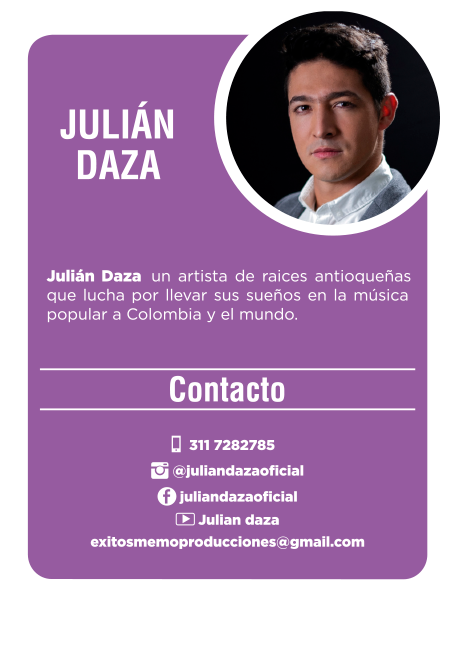 JULIÁN
DAZA
Julián Daza un artista de raices antioqueñas
que lucha por llevar sus sueños en la música
popular a Colombia y el mundo.
Contacto
311 7282785
@juliandazaoficial
juliandazaoficial
Julian daza
exitosmemoproducciones@gmail.com